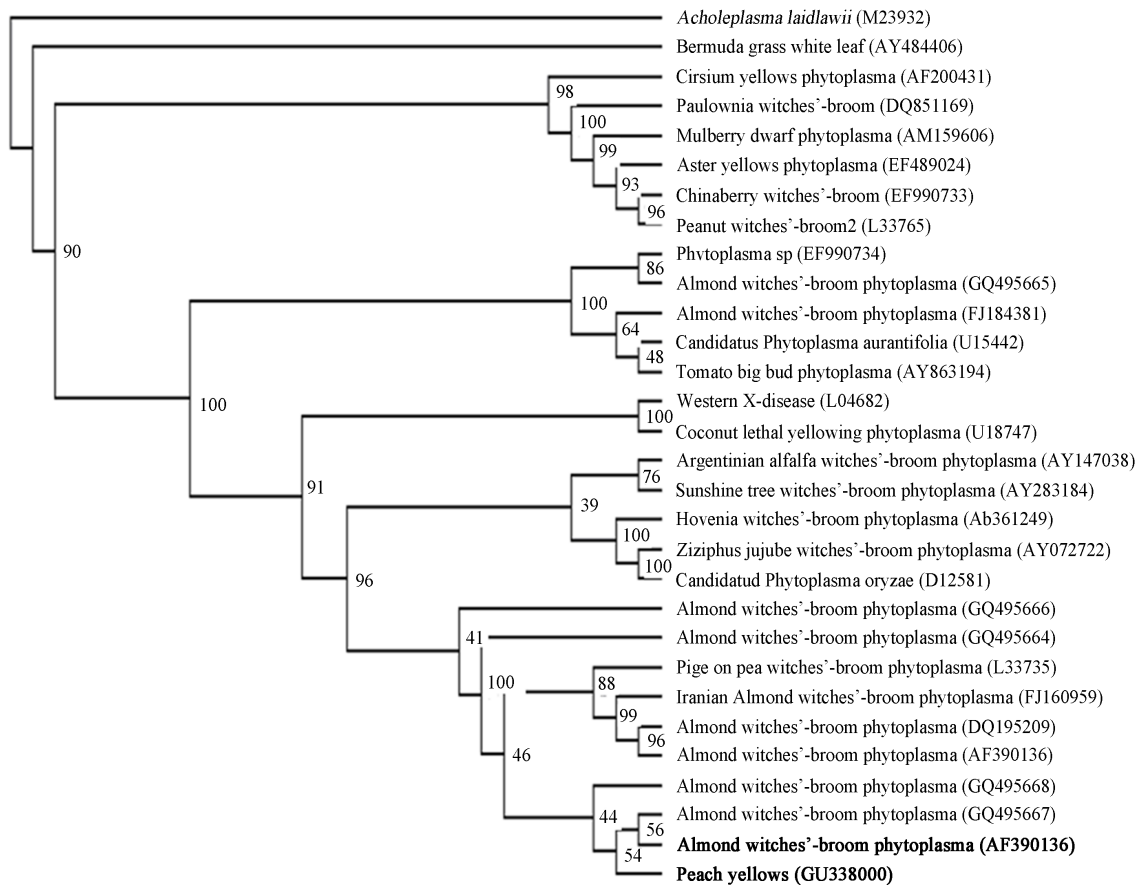 Acholeplasma laidlawii (M23932)
Bermuda grass white leaf (AY484406)
Cirsium yellows phytoplasma (AF200431)
98
Paulownia witches’-broom (DQ851169)
100
Mulberry dwarf phytoplasma (AM159606)
99
Aster yellows phytoplasma (EF489024)
93
Chinaberry witches’-broom (EF990733)
96
Peanut witches’-broom2 (L33765)
90
Phvtoplasma sp (EF990734)
86
Almond witches’-broom phytoplasma (GQ495665)
100
Almond witches’-broom phytoplasma (FJ184381)
64
Candidatus Phytoplasma aurantifolia (U15442)
48
Tomato big bud phytoplasma (AY863194)
100
Western X-disease (L04682)
100
Coconut lethal yellowing phytoplasma (U18747)
91
Argentinian alfalfa witches’-broom phytoplasma (AY147038)
76
Sunshine tree witches’-broom phytoplasma (AY283184)
39
Hovenia witches’-broom phytoplasma (Ab361249)
100
Ziziphus jujube witches’-broom phytoplasma (AY072722)
100
Candidatud Phytoplasma oryzae (D12581)
96
Almond witches’-broom phytoplasma (GQ495666)
41
Almond witches’-broom phytoplasma (GQ495664)
100
Pige on pea witches’-broom phytoplasma (L33735)
88
Iranian Almond witches’-broom phytoplasma (FJ160959)
99
Almond witches’-broom phytoplasma (DQ195209)
96
Almond witches’-broom phytoplasma (AF390136)
46
Almond witches’-broom phytoplasma (GQ495668)
44
Almond witches’-broom phytoplasma (GQ495667)
56
Almond witches’-broom phytoplasma (AF390136)
54
Peach yellows (GU338000)